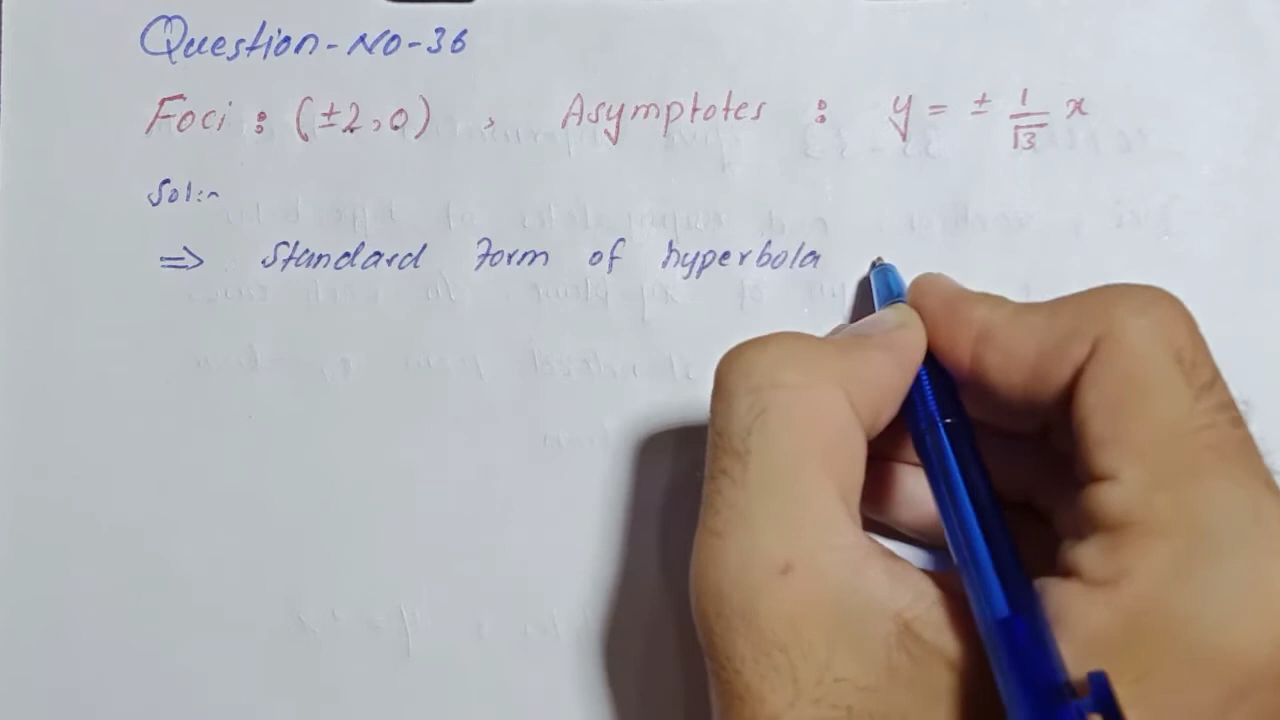 Question-No-36
Foci : (±2,0) , Asymptotes : y = ± 1/√3 x
Sol:-
⇒ Standard Form of hyperbola